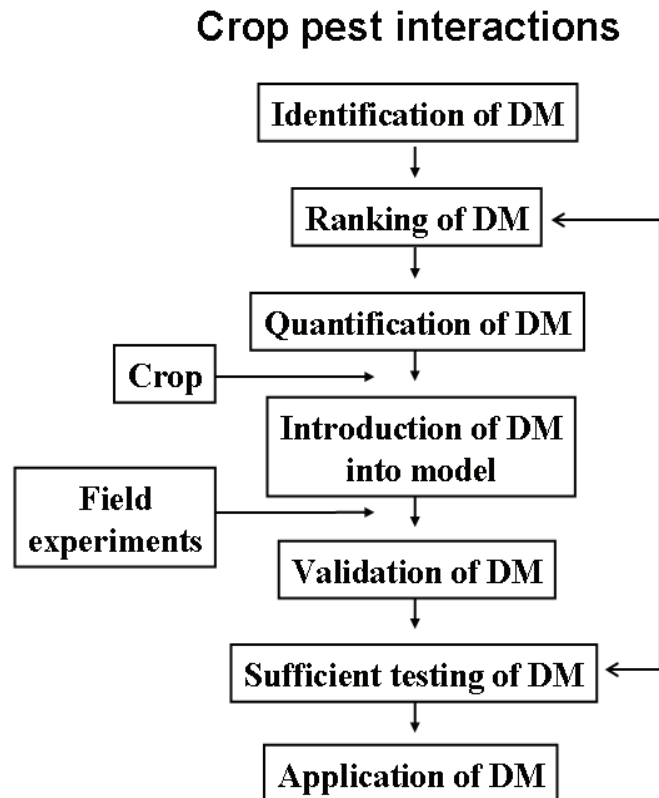 Crop pest interactions
Identification of DM
Ranking of DM
Quantification of DM
Crop
Introduction of DM
into model
Field
experiments
Validation of DM
Sufficient testing of DM
Application of DM